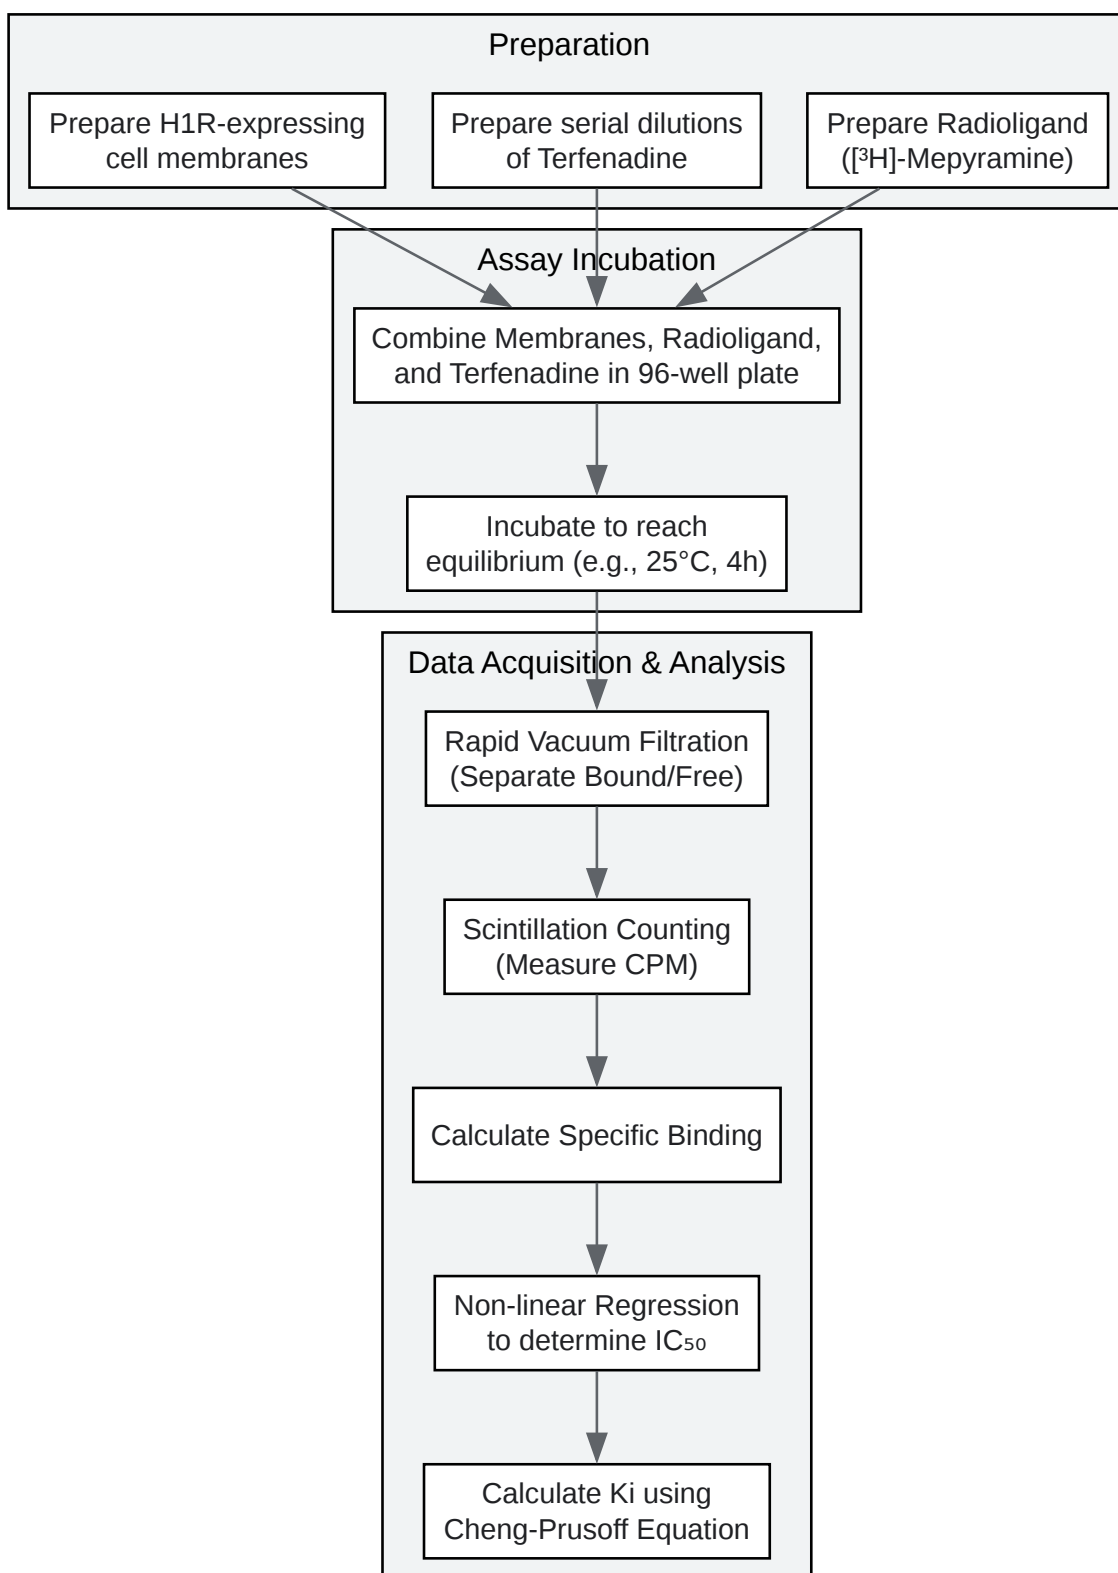 Preparation
Prepare H1R-expressing
cell membranes
Prepare serial dilutions
of Terfenadine
Prepare Radioligand
([³H]-Mepyramine)
Assay Incubation
Combine Membranes, Radioligand,
and Terfenadine in 96-well plate
Incubate to reach
equilibrium (e.g., 25°C, 4h)
Data Acquisition & Analysis
Rapid Vacuum Filtration
(Separate Bound/Free)
Scintillation Counting
(Measure CPM)
Calculate Specific Binding
Non-linear Regression
to determine IC₅₀
Calculate Ki using
Cheng-Prusoff Equation